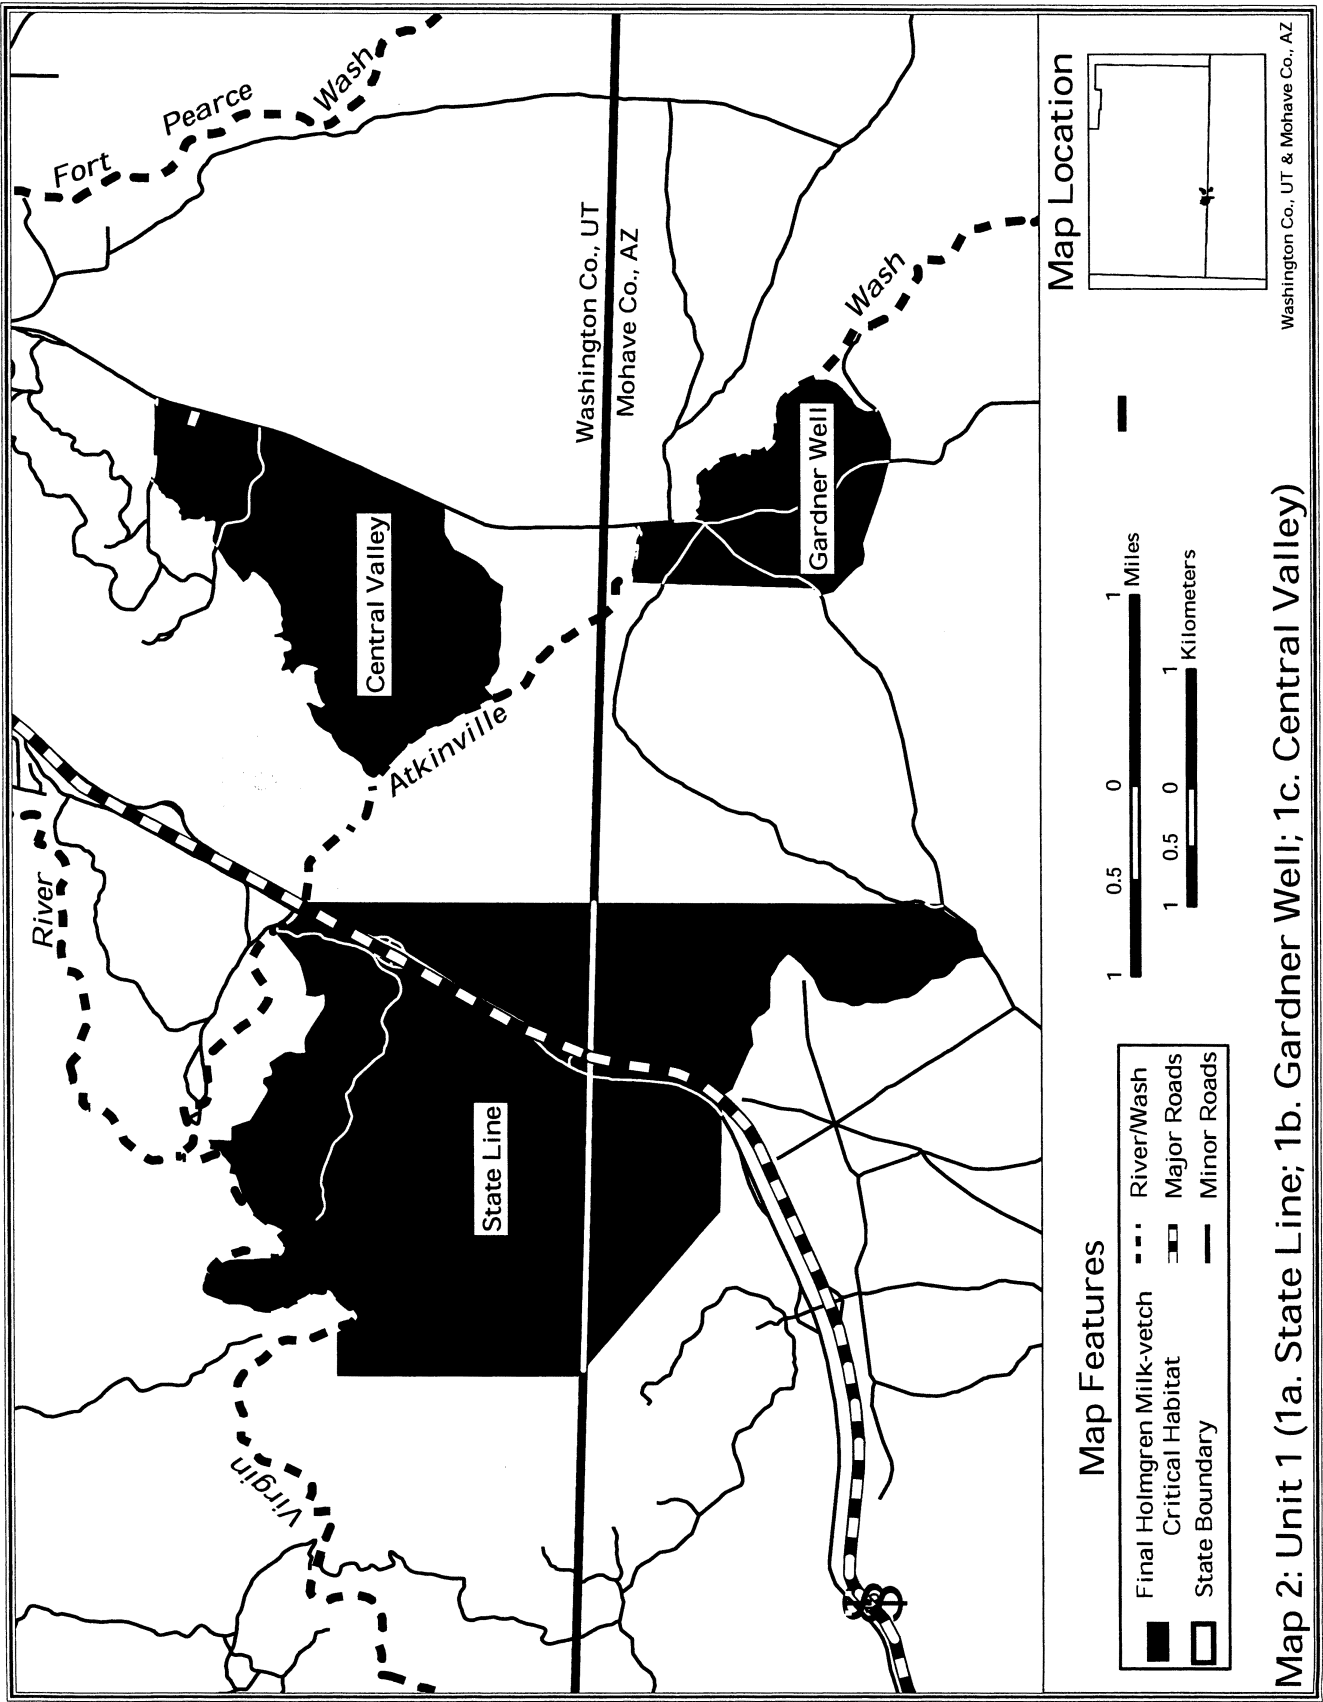 Fort
Pearce
Wash
River
Virgin
Atkinville
Wash
Central Valley
State Line
Gardner Well
Washington Co., UT
Mohave Co., AZ
Map Features
Final Holmgren Milk-vetch
Critical Habitat
State Boundary
River/Wash
Major Roads
Minor Roads
1 0.5 0 1 Miles
1 0.5 0 1 Kilometers
Map Location
Washington Co., UT & Mohave Co., AZ
Map 2: Unit 1 (1a. State Line; 1b. Gardner Well; 1c. Central Valley)